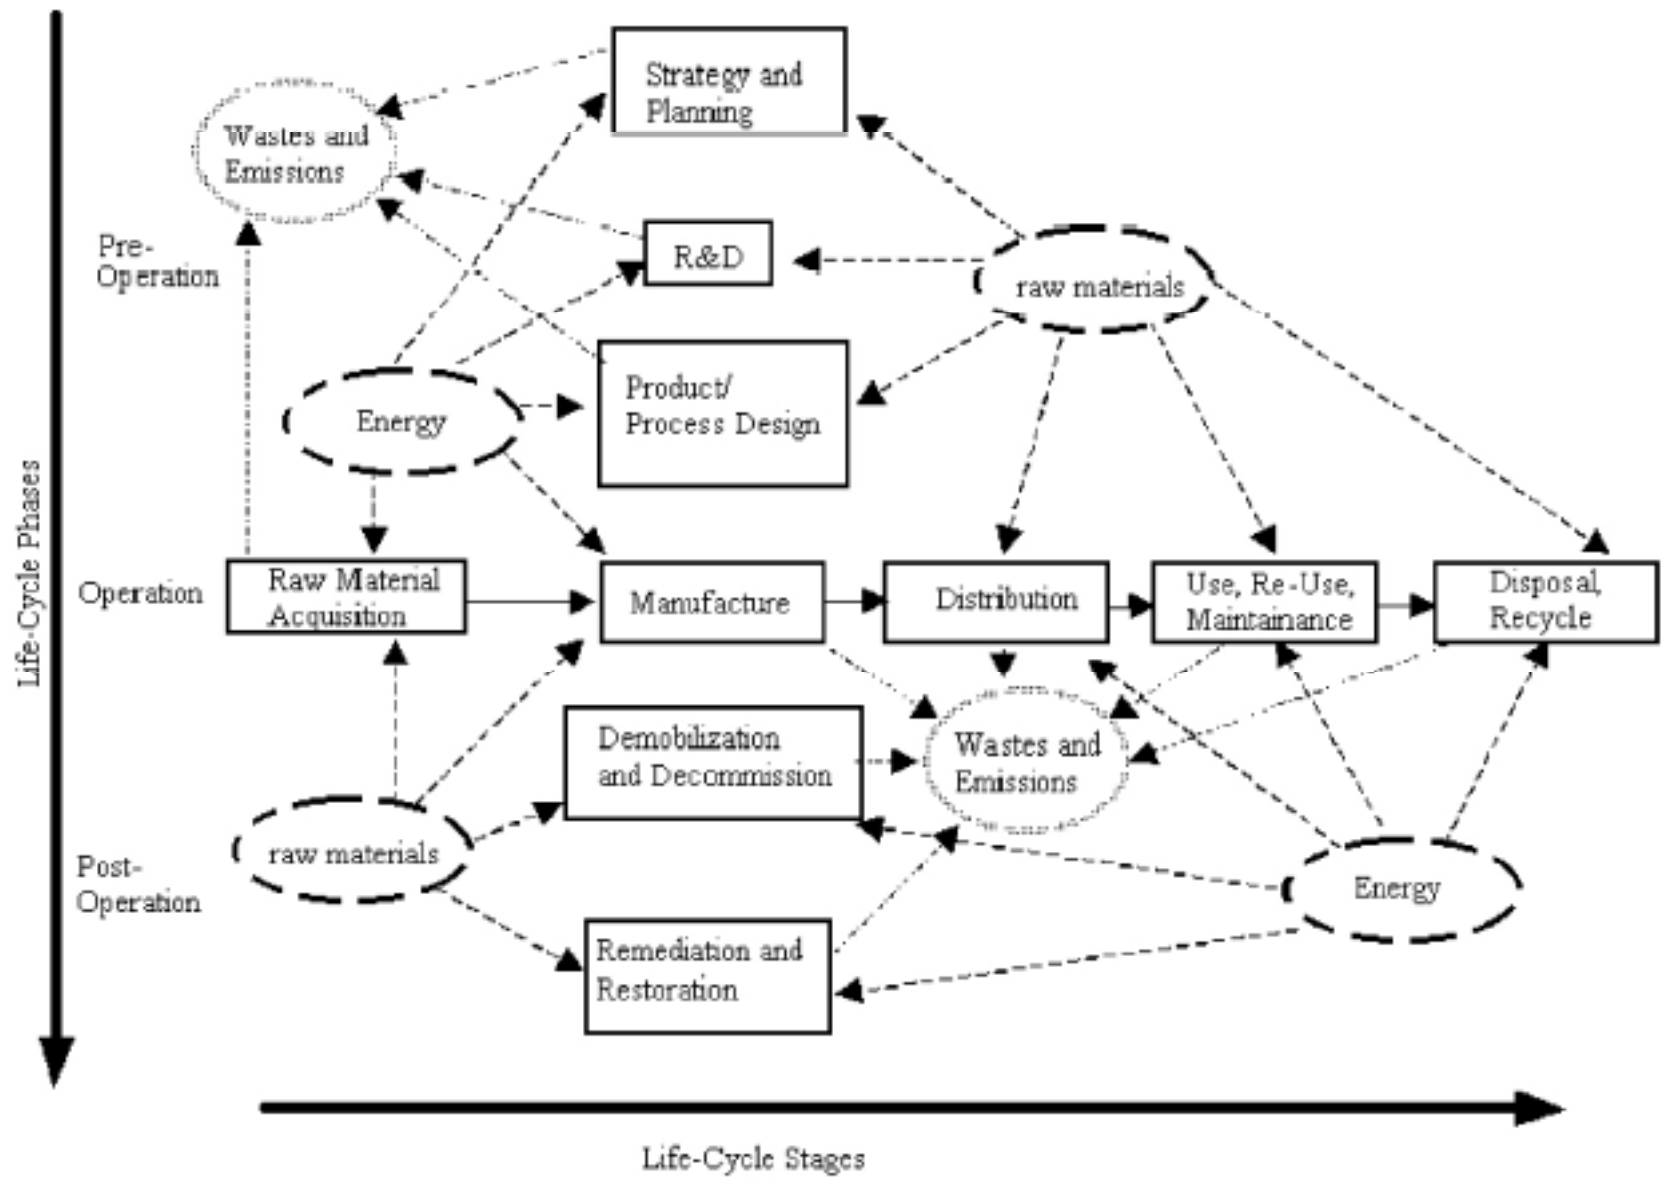 Strategy and
Planning
Wastes and
Emissions
Pre-
Operation
R&D
raw materials
Product/
Process Design
Energy
Life-Cycle Phases
Operation
Raw Material
Acquisition
Manufacture
Distribution
Use, Re-Use,
Maintainance
Disposal,
Recycle
Demobilization
and Decommission
Wastes and
Emissions
raw materials
Post-
Operation
Energy
Remediation and
Restoration
Life-Cycle Stages